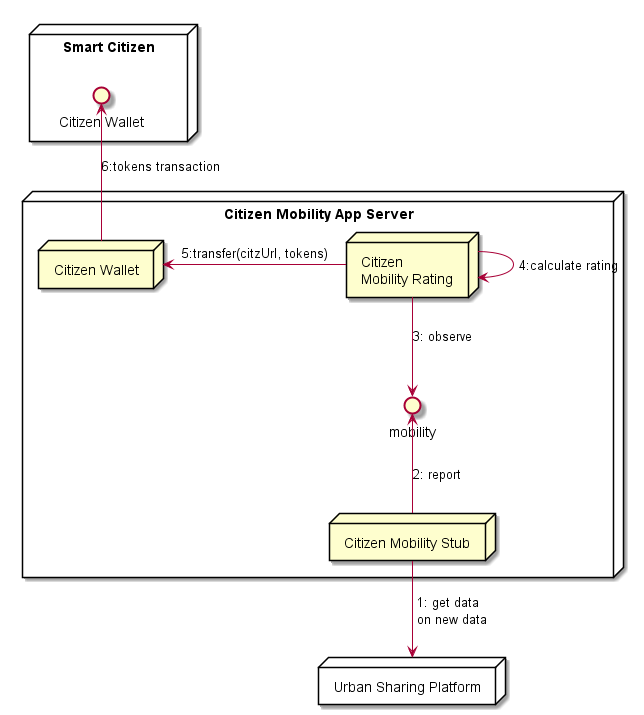 Smart Citizen
Citizen Wallet
6:tokens transaction
Citizen Mobility App Server
Citizen Wallet
5:transfer(citzUrl, tokens)
Citizen
Mobility Rating
4:calculate rating
3: observe
mobility
2: report
Citizen Mobility Stub
1: get data
on new data
Urban Sharing Platform